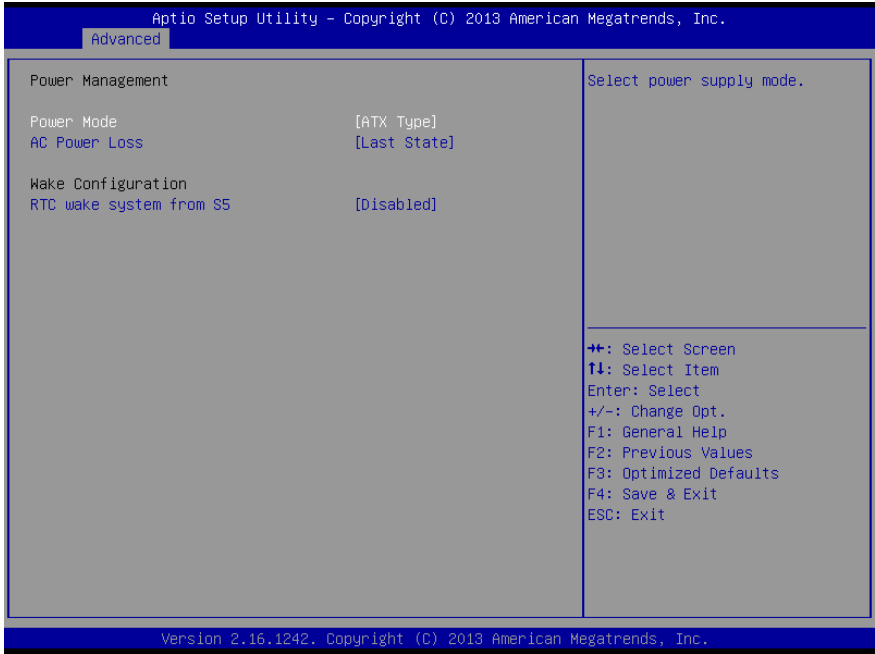 Aptio Setup Utility – Copyright (C) 2013 American Megatrends, Inc.
Advanced
Power Management
Power Mode [ATX Type]
AC Power Loss [Last State]
Wake Configuration
RTC wake system from S5 [Disabled]
Select power supply mode.
→←: Select Screen
↑↓: Select Item
Enter: Select
+/-: Change Opt.
F1: General Help
F2: Previous Values
F3: Optimized Defaults
F4: Save & Exit
ESC: Exit
Version 2.16.1242. Copyright (C) 2013 American Megatrends, Inc.